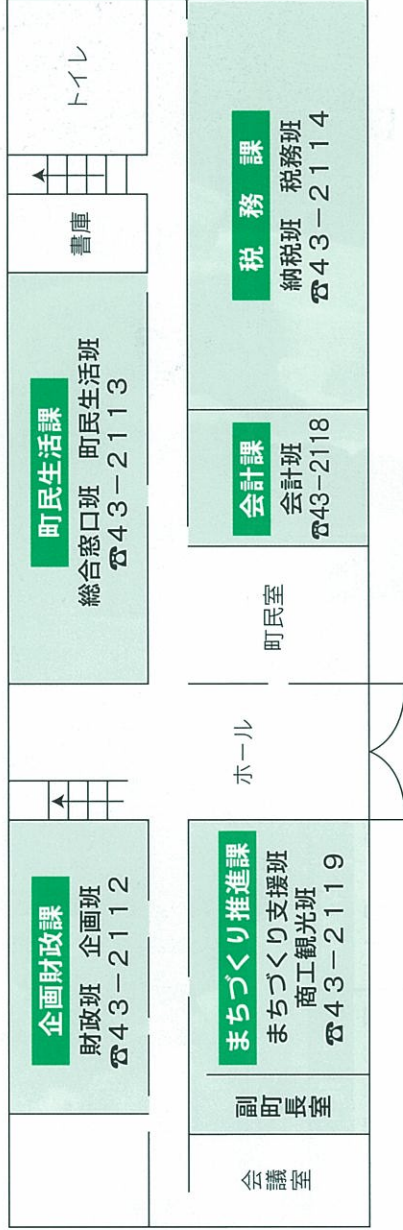 企画財政課
財政班 企画班
☎43－2112
町民生活課
総合窓口班 町民生活班
☎43－2113
書庫
トイレ
会議室
副町長室
まちづくり推進課
まちづくり支援班
商工観光班
☎43－2119
ホール
町民室
会計課
会計班
☎43-2118
税務課
納税班 税務班
☎43－2114